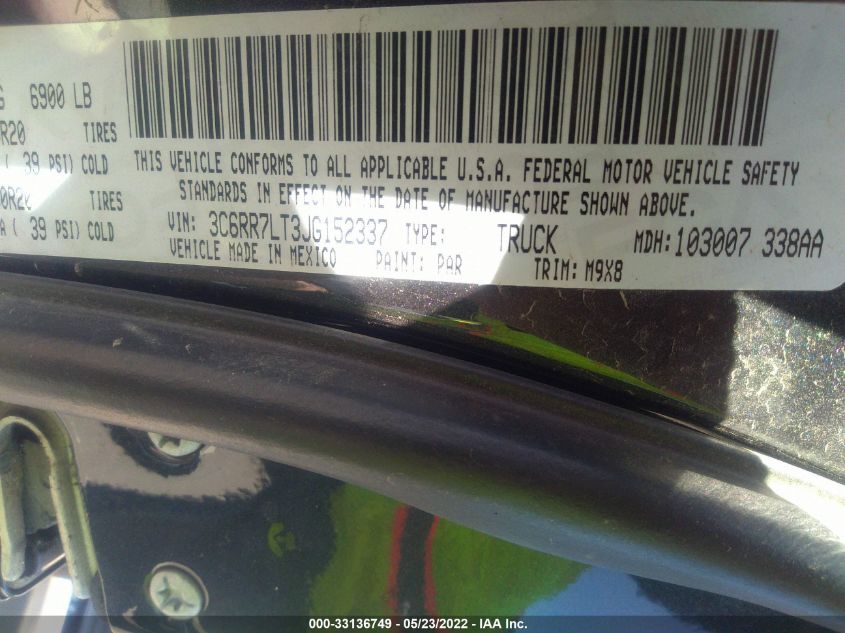 G 6900 LB
R20 TIRES
( 39 PSI) COLD
0R20 TIRES
A ( 39 PSI) COLD
THIS VEHICLE CONFORMS TO ALL APPLICABLE U.S.A. FEDERAL MOTOR VEHICLE SAFETY
STANDARDS IN EFFECT ON THE DATE OF MANUFACTURE SHOWN ABOVE.
VIN: 3C6RR7LT3JG152337 TYPE: TRUCK MDH:103007 338AA
VEHICLE MADE IN MEXICO PAINT: PAR TRIM: M9X8
000-33136749 - 05/23/2022 - IAA Inc.